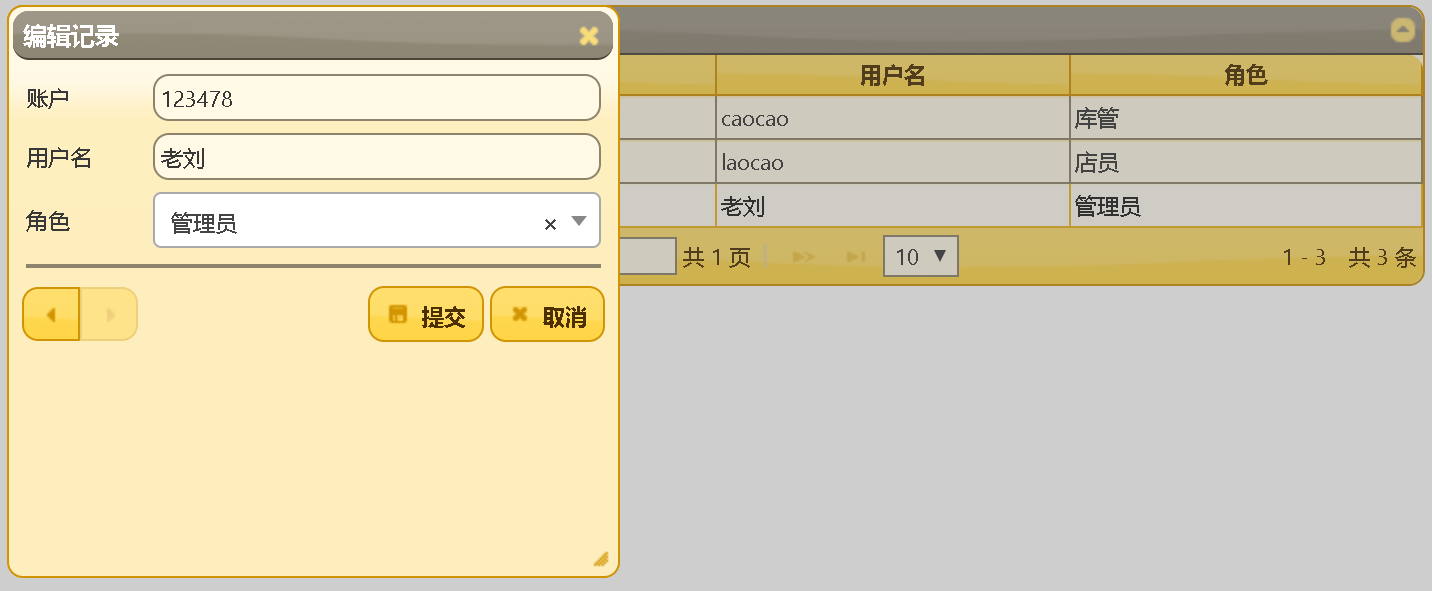 编辑记录
账户 123478
用户名 老刘
角色 管理员 ×
提交 取消
用户名 角色
caocao 库管
laocao 店员
老刘 管理员
共 1 页 10 ▼ 1 - 3 共 3 条